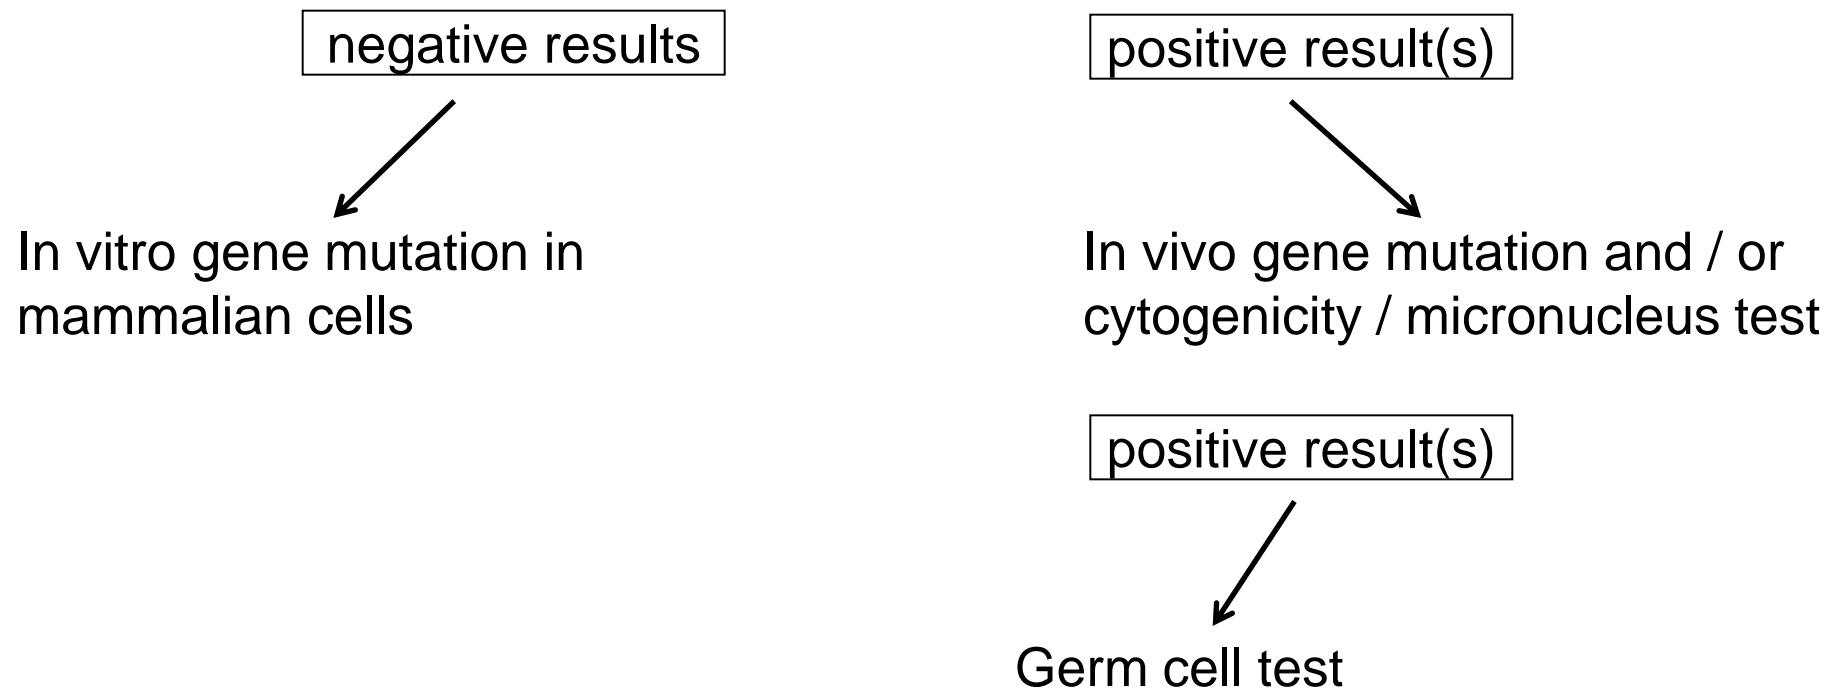 negative results
positive result(s)
In vitro gene mutation in
mammalian cells
In vivo gene mutation and / or
cytogenicity / micronucleus test
positive result(s)
Germ cell test